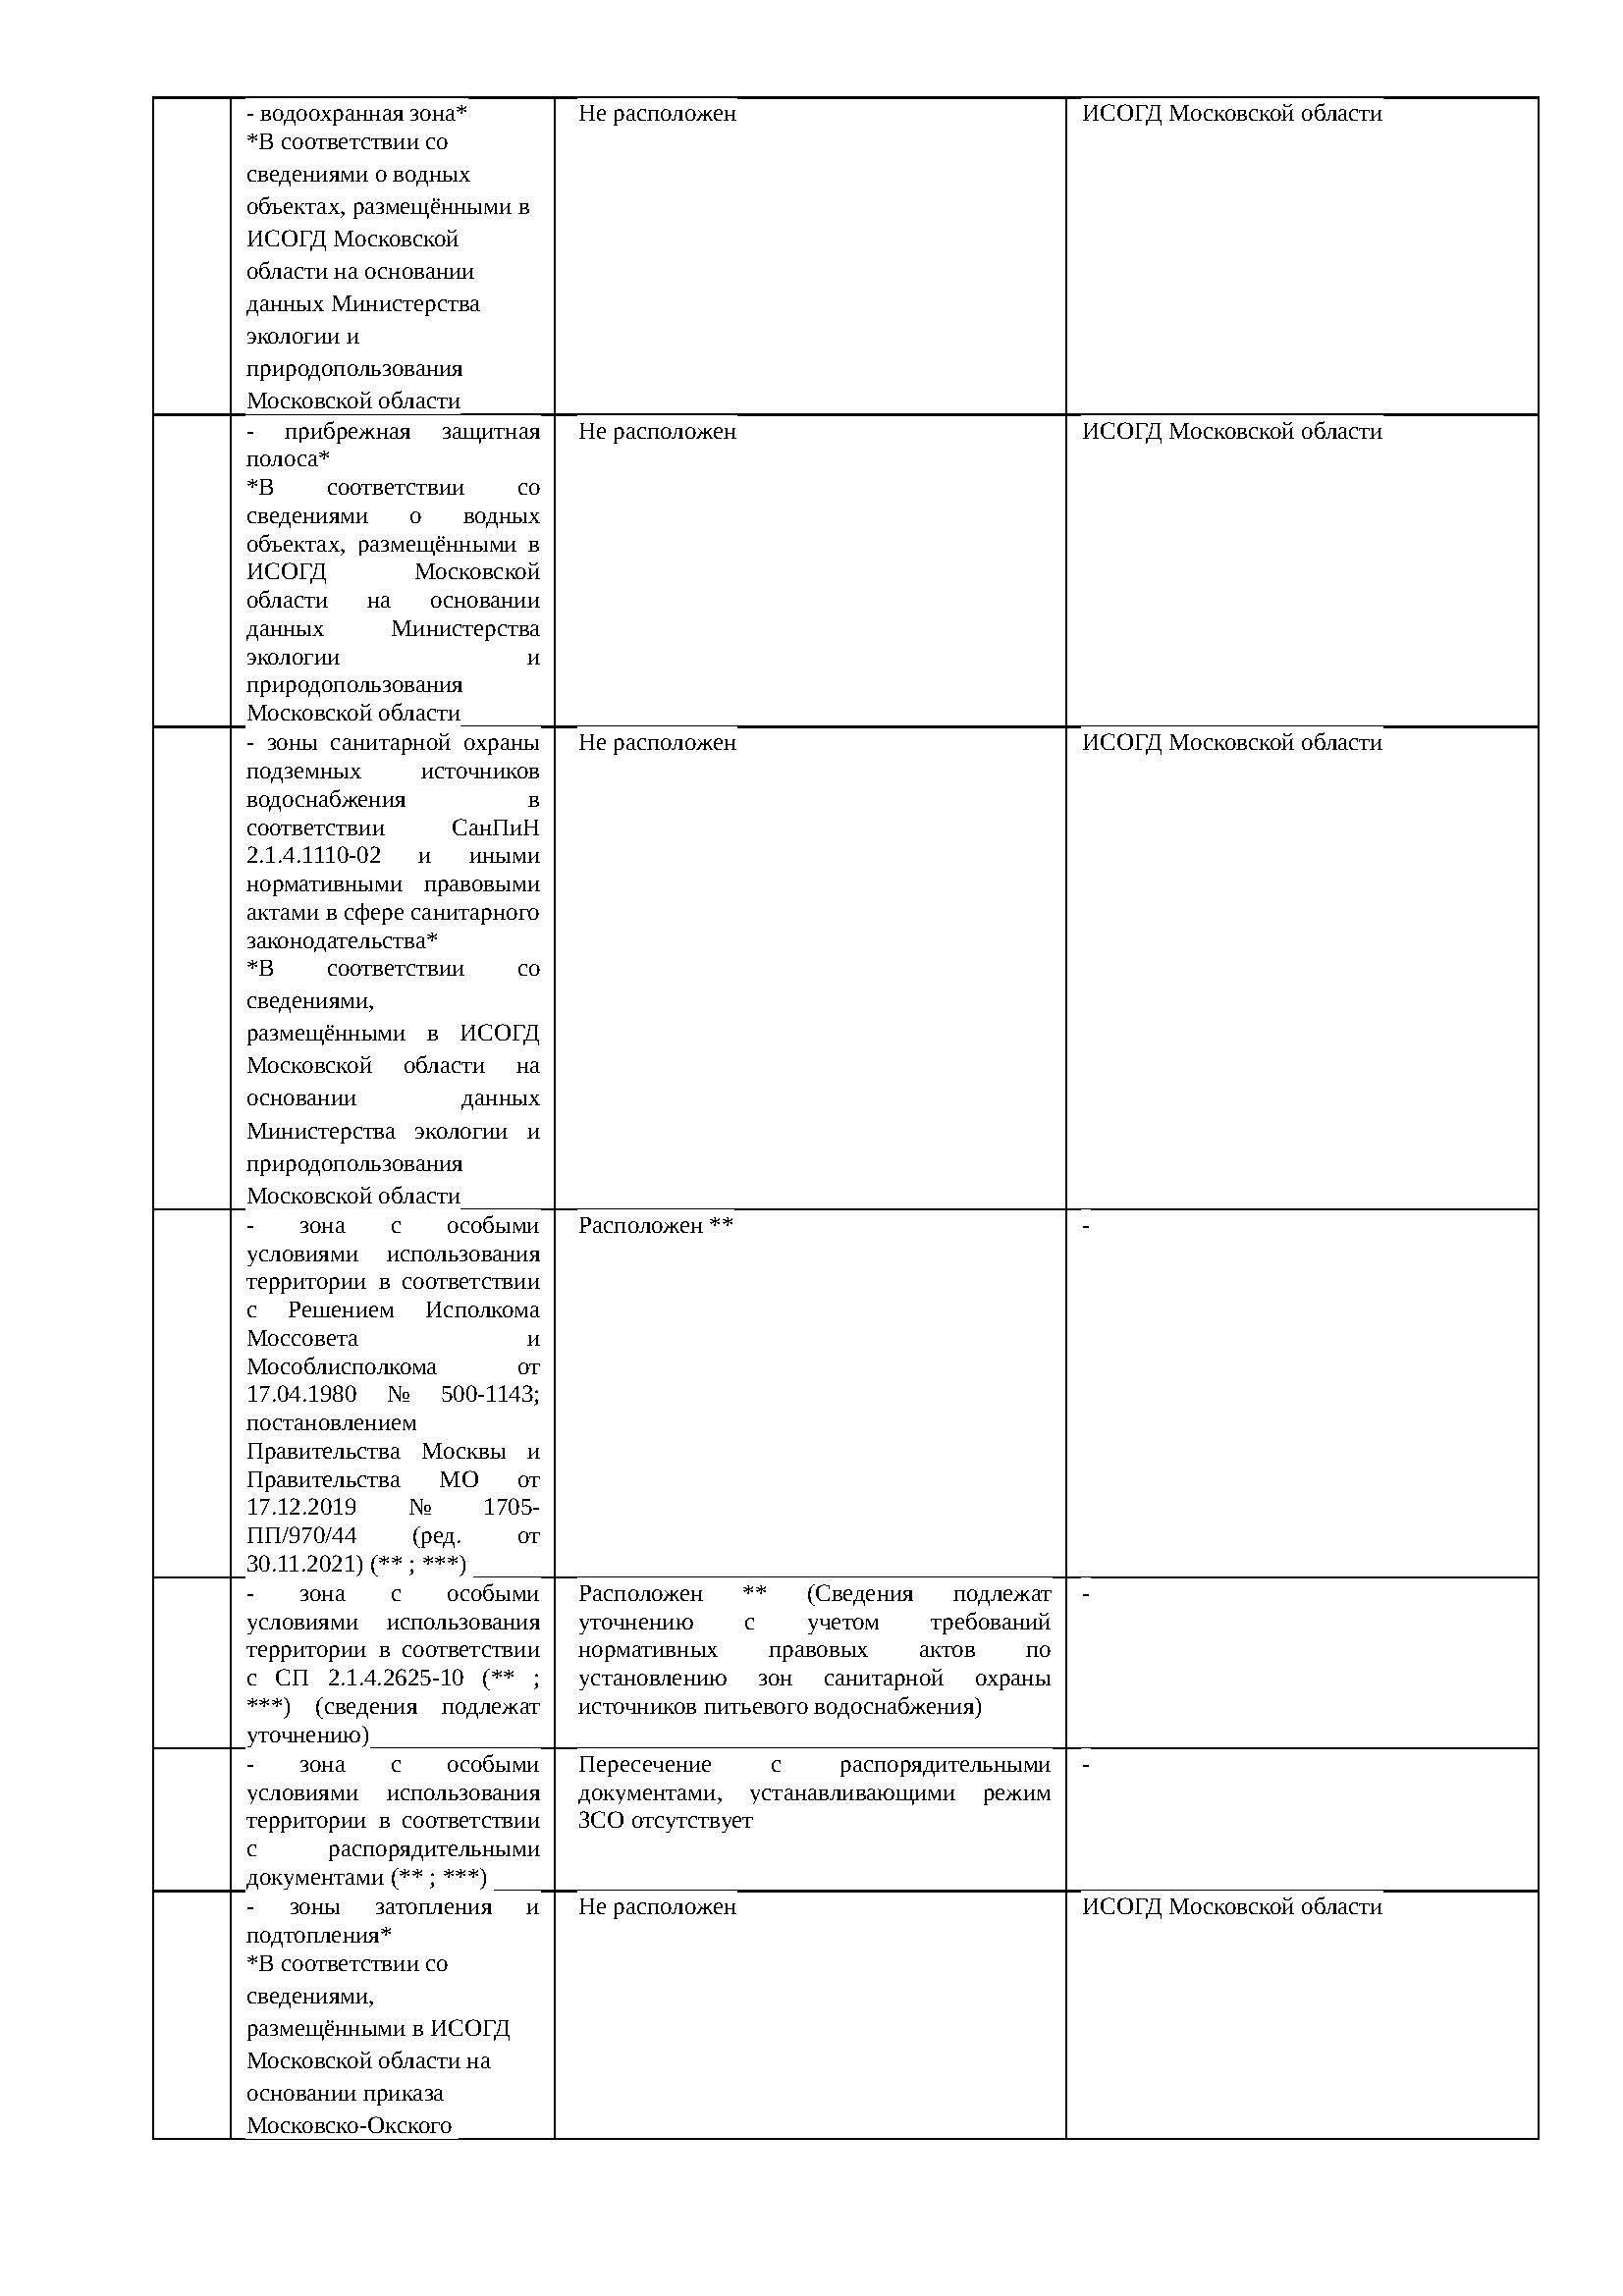 - водоохранная зона*
*В соответствии со
сведениями о водных
объектах, размещёнными в
ИСОГД Московской
области на основании
данных Министерства
экологии и
природопользования
Московской области
Не расположен
ИСОГД Московской области
- прибрежная защитная
полоса*
*В соответствии со
сведениями о водных
объектах, размещёнными в
ИСОГД Московской
области на основании
данных Министерства
экологии и
природопользования
Московской области
Не расположен
ИСОГД Московской области
- зоны санитарной охраны
подземных источников
водоснабжения в
соответствии СанПиН
2.1.4.1110-02 и иными
нормативными правовыми
актами в сфере санитарного
законодательства*
*В соответствии со
сведениями,
размещёнными в ИСОГД
Московской области на
основании данных
Министерства экологии и
природопользования
Московской области
Не расположен
ИСОГД Московской области
- зона с особыми
условиями использования
территории в соответствии
с Решением Исполкома
Моссовета и
Мособлисполкома от
17.04.1980 № 500-1143;
постановлением
Правительства Москвы и
Правительства МО от
17.12.2019 № 1705-
ПП/970/44 (ред. от
30.11.2021) (** ; ***)
Расположен **
-
- зона с особыми
условиями использования
территории в соответствии
с СП 2.1.4.2625-10 (** ;
***) (сведения подлежат
уточнению)
Расположен ** (Сведения подлежат
уточнению с учетом требований
нормативных правовых актов по
установлению зон санитарной охраны
источников питьевого водоснабжения)
-
- зона с особыми
условиями использования
территории в соответствии
с распорядительными
документами (** ; ***)
Пересечение с распорядительными
документами, устанавливающими режим
ЗСО отсутствует
-
- зоны затопления и
подтопления*
*В соответствии со
сведениями,
размещёнными в ИСОГД
Московской области на
основании приказа
Московско-Окского
Не расположен
ИСОГД Московской области